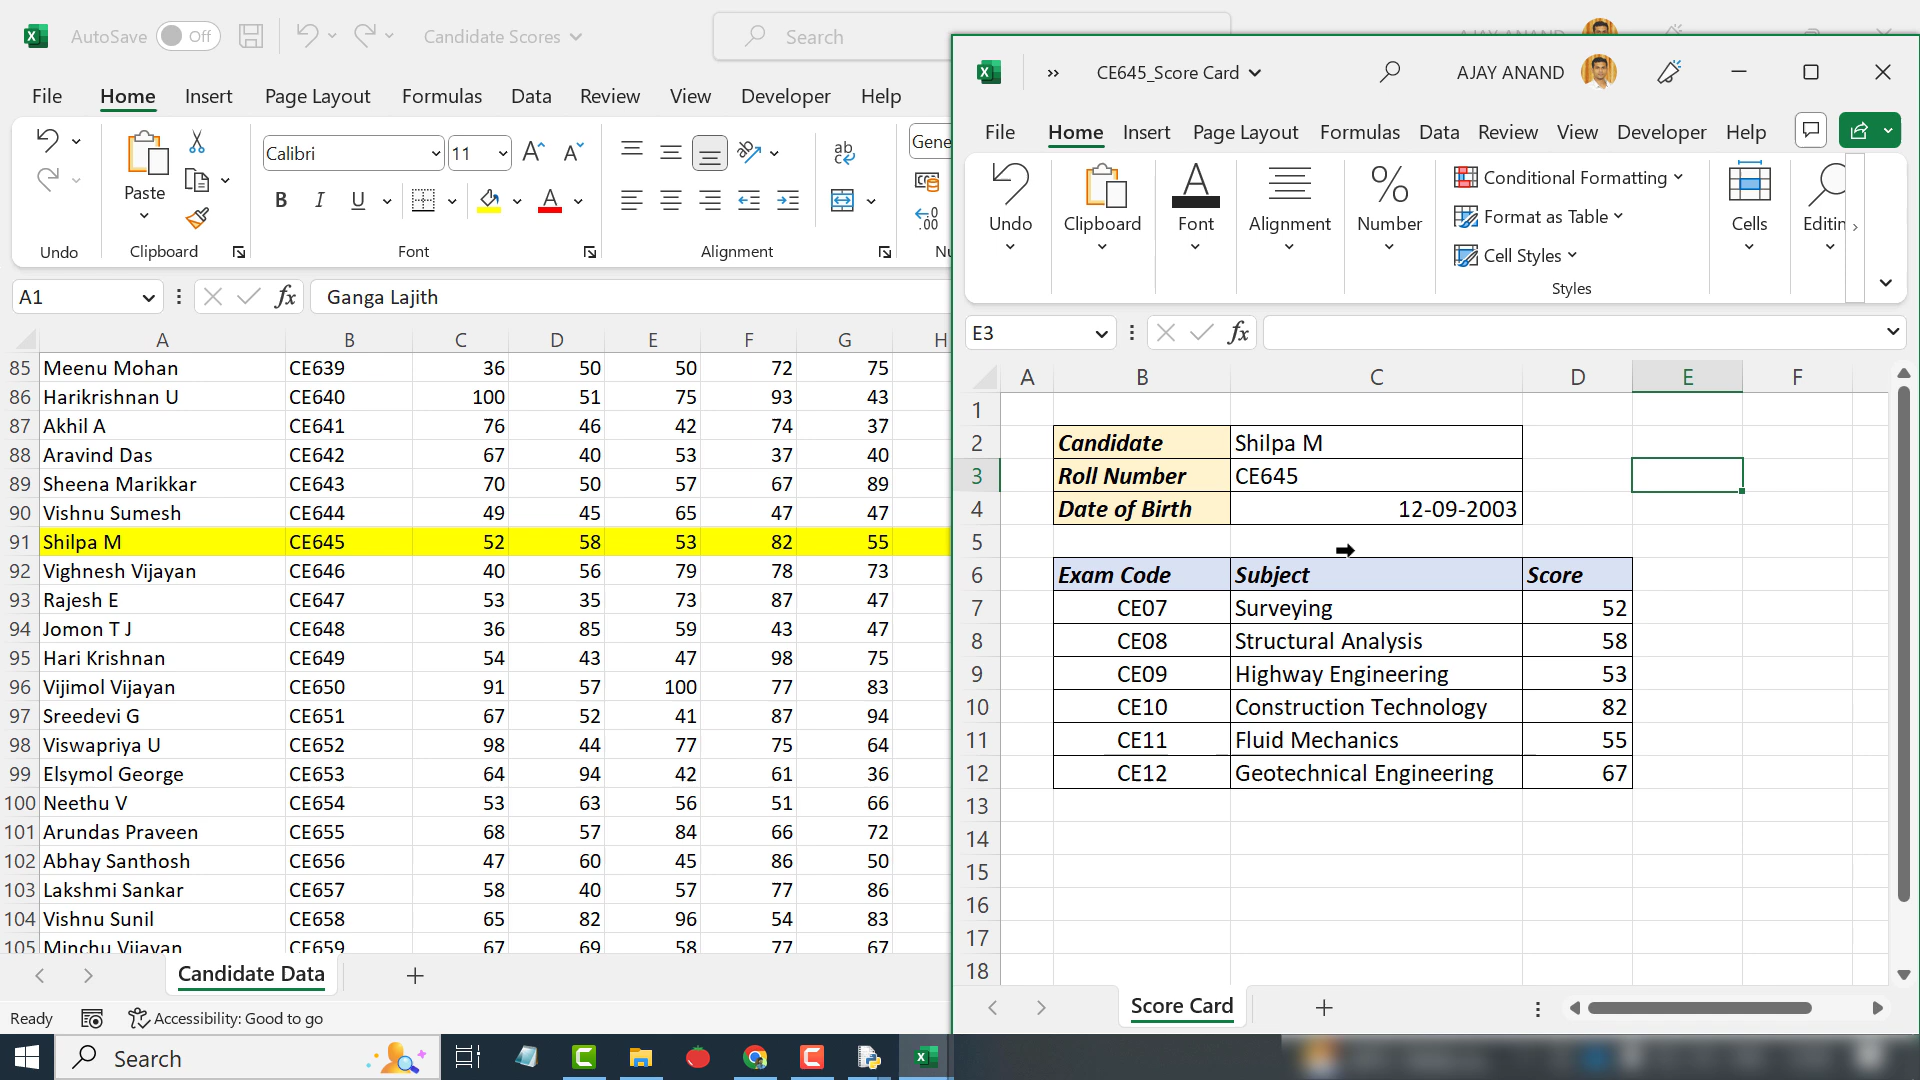 AutoSave Off Candidate Scores Search
File Home Insert Page Layout Formulas Data Review View Developer Help
Calibri 11 Gene
Paste B I U
Undo Clipboard Font Alignment
A1 fx Ganga Lajith
A B C D E F G H
85 Meenu Mohan CE639 36 50 50 72 75
86 Harikrishnan U CE640 100 51 75 93 43
87 Akhil A CE641 76 46 42 74 37
88 Aravind Das CE642 67 40 53 37 40
89 Sheena Marikkar CE643 70 50 57 67 89
90 Vishnu Sumesh CE644 49 45 65 47 47
91 Shilpa M CE645 52 58 53 82 55
92 Vighnesh Vijayan CE646 40 56 79 78 73
93 Rajesh E CE647 53 35 73 87 47
94 Jomon T J CE648 36 85 59 43 47
95 Hari Krishnan CE649 54 43 47 98 75
96 Vijimol Vijayan CE650 91 57 100 77 83
97 Sreedevi G CE651 67 52 41 87 94
98 Viswapriya U CE652 98 44 77 75 64
99 Elsymol George CE653 64 94 42 61 36
100 Neethu V CE654 53 63 56 51 66
101 Arundas Praveen CE655 68 57 84 66 72
102 Abhay Santhosh CE656 47 60 45 86 50
103 Lakshmi Sankar CE657 58 40 57 77 86
104 Vishnu Sunil CE658 65 82 96 54 83
105 Minchu Vijayan CE659 67 69 58 77 67
Candidate Data
Ready Accessibility: Good to go
Search
CE645_Score Card AJAY ANAND
File Home Insert Page Layout Formulas Data Review View Developer Help
Undo Clipboard Font Alignment Number
Conditional Formatting
Format as Table
Cell Styles
Styles
Cells Editin
E3 fx
A B C D E F
1
2 Candidate Shilpa M
3 Roll Number CE645
4 Date of Birth 12-09-2003
5
6 Exam Code Subject Score
7 CE07 Surveying 52
8 CE08 Structural Analysis 58
9 CE09 Highway Engineering 53
10 CE10 Construction Technology 82
11 CE11 Fluid Mechanics 55
12 CE12 Geotechnical Engineering 67
13
14
15
16
17
18
Score Card